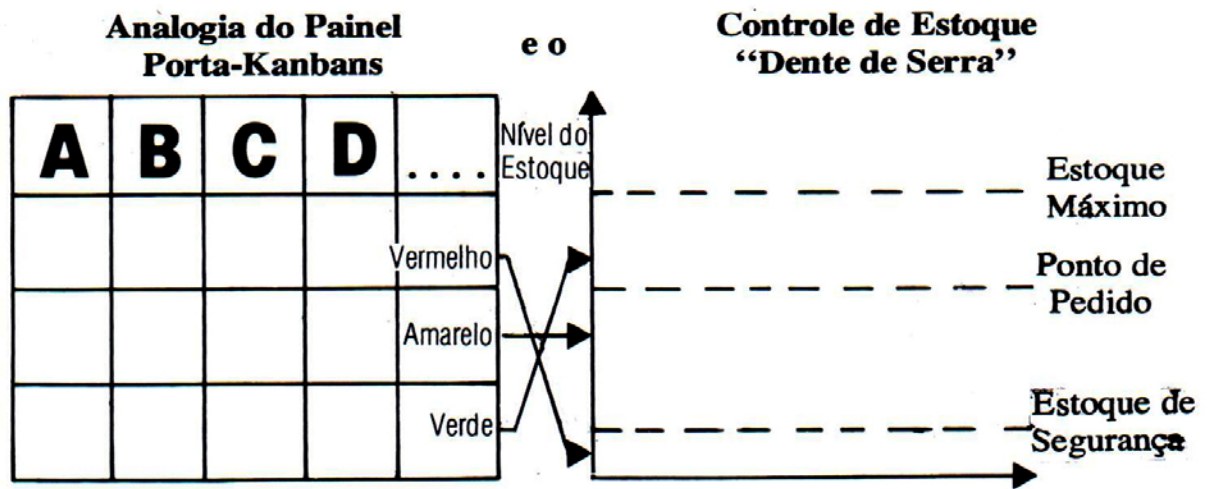 Analogia do Painel
Porta-Kanbans
e o
Controle de Estoque
“Dente de Serra”
A B C D ....
Nível do
Estoque
Vermelho
Amarelo
Verde
Estoque
Máximo
Ponto de
Pedido
Estoque de
Segurança